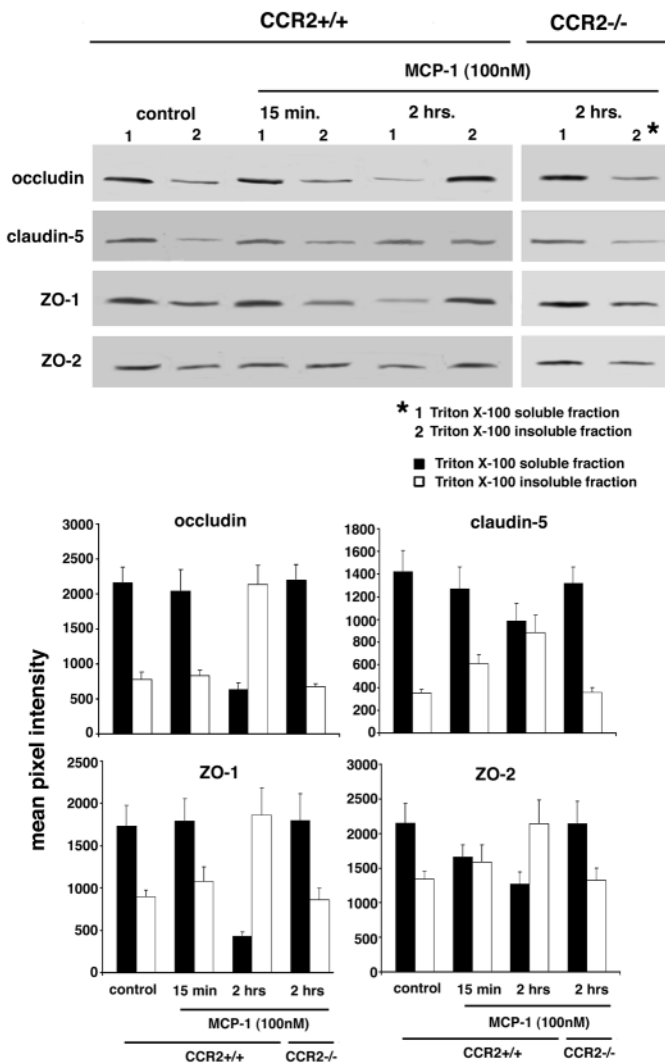 CCR2+/+ CCR2-/-
MCP-1 (100nM)
control 15 min. 2 hrs. 2 hrs.
1 2 1 2 1 2 1 2 *
occludin
claudin-5
ZO-1
ZO-2
* 1 Triton X-100 soluble fraction
2 Triton X-100 insoluble fraction
Triton X-100 soluble fraction
Triton X-100 insoluble fraction
mean pixel intensity
occludin
3000
2500
2000
1500
1000
500
0
claudin-5
1800
1600
1400
1200
1000
800
600
400
200
0
ZO-1
2000
1500
1000
500
0
control 15 min 2 hrs 2 hrs
MCP-1 (100nM)
CCR2+/+ CCR2-/-
ZO-2
3000
2500
2000
1500
1000
500
0
control 15 min 2 hrs 2 hrs
MCP-1 (100nM)
CCR2+/+ CCR2-/-